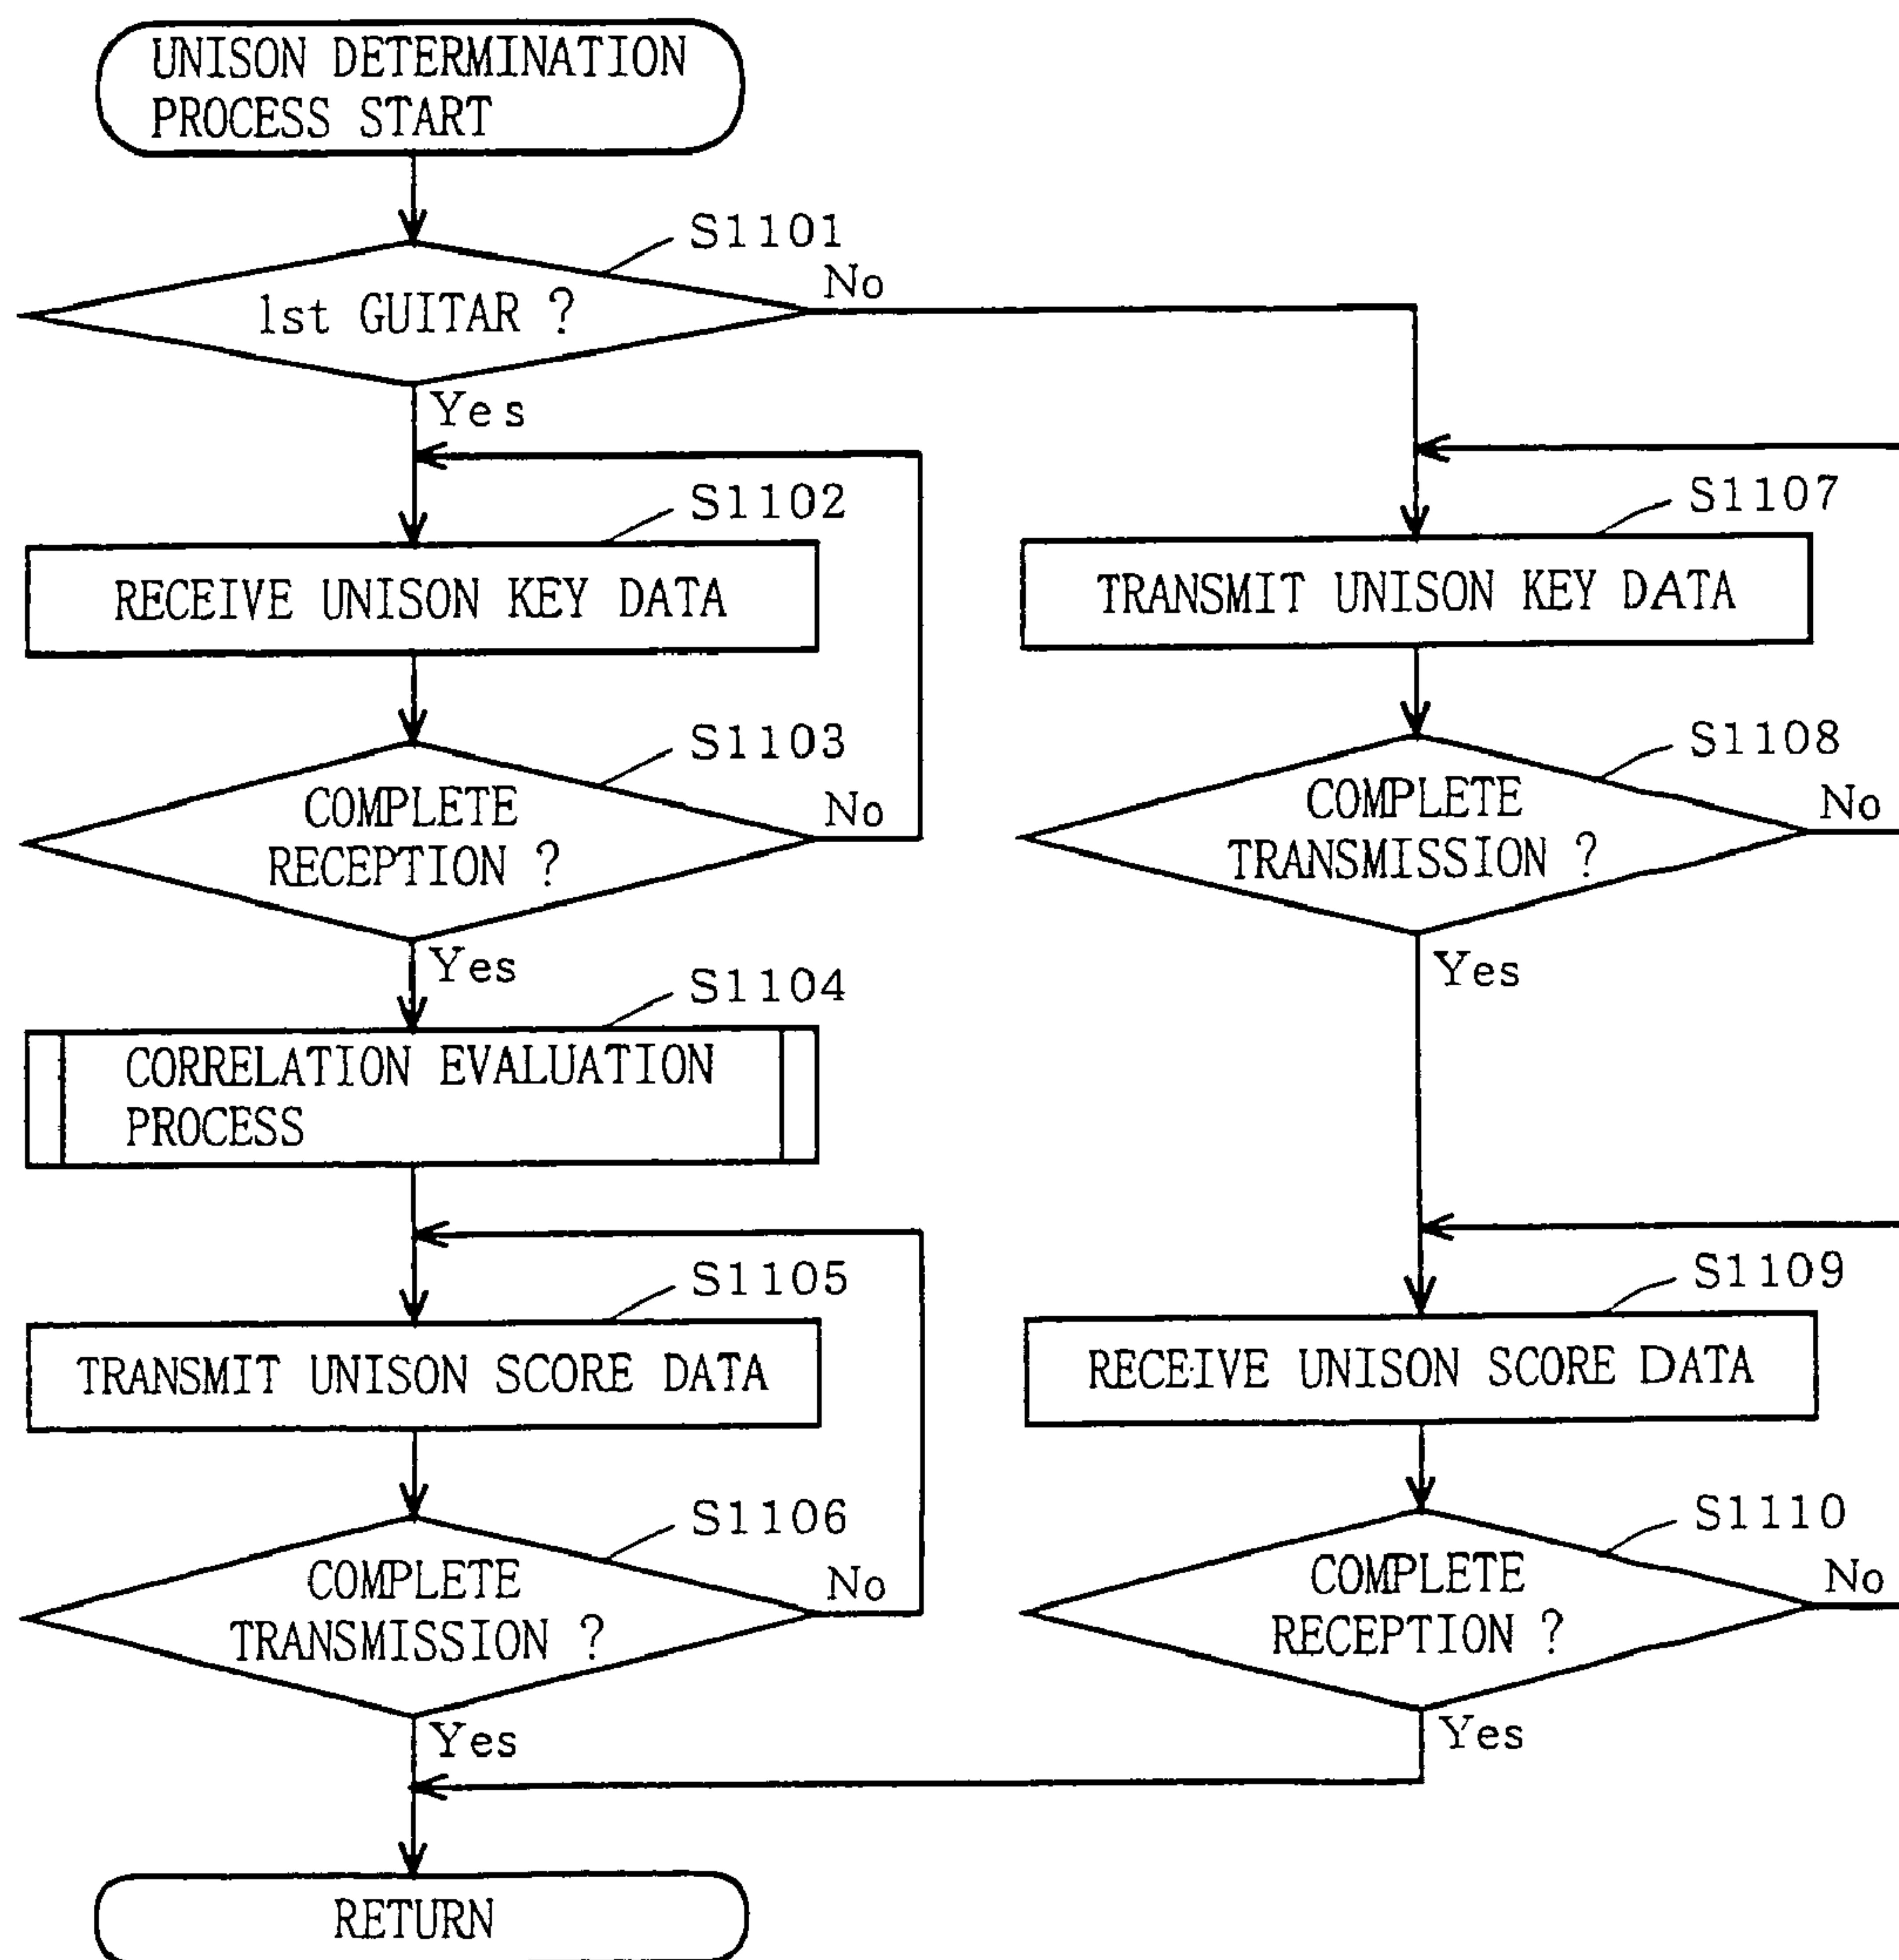 UNISON DETERMINATION
PROCESS START
S1101
1st GUITAR ?
No
Yes
S1102
RECEIVE UNISON KEY DATA
S1103
COMPLETE
RECEPTION ?
No
Yes
S1104
CORRELATION EVALUATION
PROCESS
S1105
TRANSMIT UNISON SCORE DATA
S1106
COMPLETE
TRANSMISSION ?
No
Yes
S1107
TRANSMIT UNISON KEY DATA
S1108
COMPLETE
TRANSMISSION ?
No
Yes
S1109
RECEIVE UNISON SCORE DATA
S1110
COMPLETE
RECEPTION ?
No
Yes
RETURN